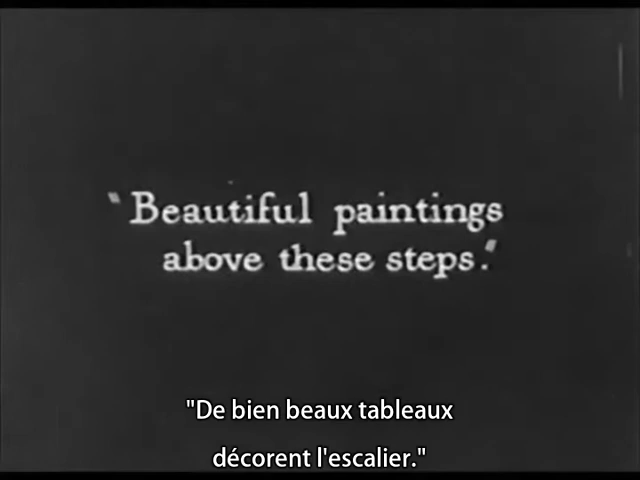 "Beautiful paintings
above these steps."
"De bien beaux tableaux
décorent l'escalier."